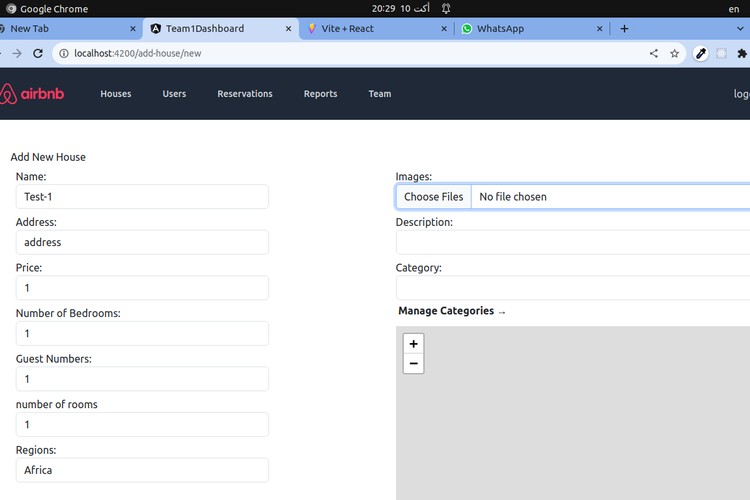 Google Chrome
20:29 10 أكت
en
New Tab
Team1Dashboard
Vite + React
WhatsApp
localhost:4200/add-house/new
airbnb
Houses
Users
Reservations
Reports
Team
Add New House
Name:
Test-1
Address:
address
Price:
1
Number of Bedrooms:
1
Guest Numbers:
1
number of rooms
1
Regions:
Africa
Images:
Choose Files No file chosen
Description:
Category:
Manage Categories →
+
−